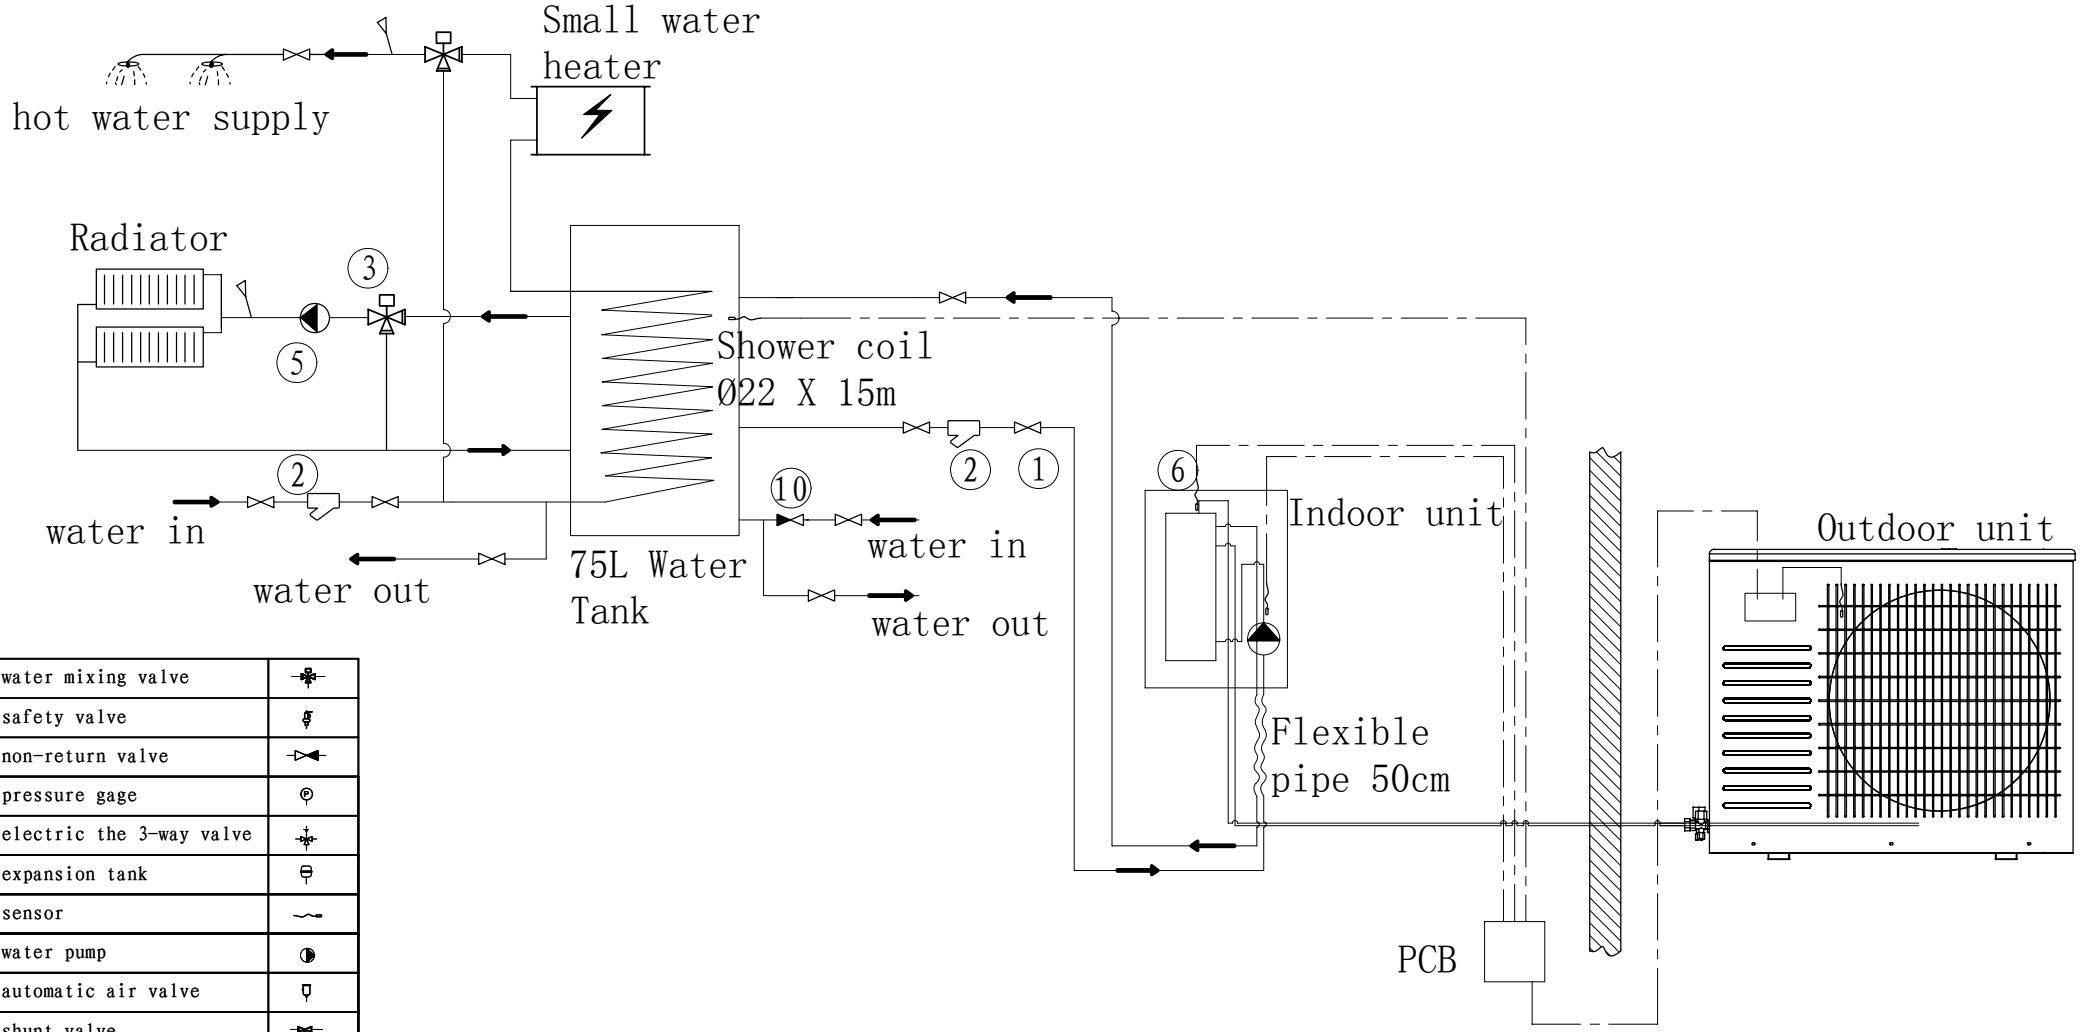 Small water
heater
hot water supply
Radiator
3
5
Shower coil
Ø22 X 15m
2
1
2
10
6
water in
water out
75L Water
Tank
water in
water out
Indoor unit
Outdoor unit
Flexible
pipe 50cm
PCB
water mixing valve
safety valve
non-return valve
pressure gage
P
electric the 3-way valve
expansion tank
sensor
water pump
automatic air valve
shunt valve